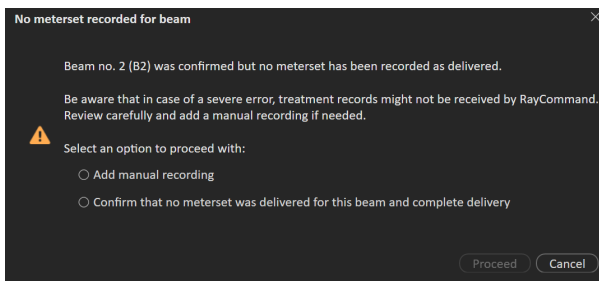 No meterset recorded for beam
Beam no. 2 (B2) was confirmed but no meterset has been recorded as delivered.
Be aware that in case of a severe error, treatment records might not be received by RayCommand.
Review carefully and add a manual recording if needed.
Select an option to proceed with:
Add manual recording
Confirm that no meterset was delivered for this beam and complete delivery
Proceed Cancel